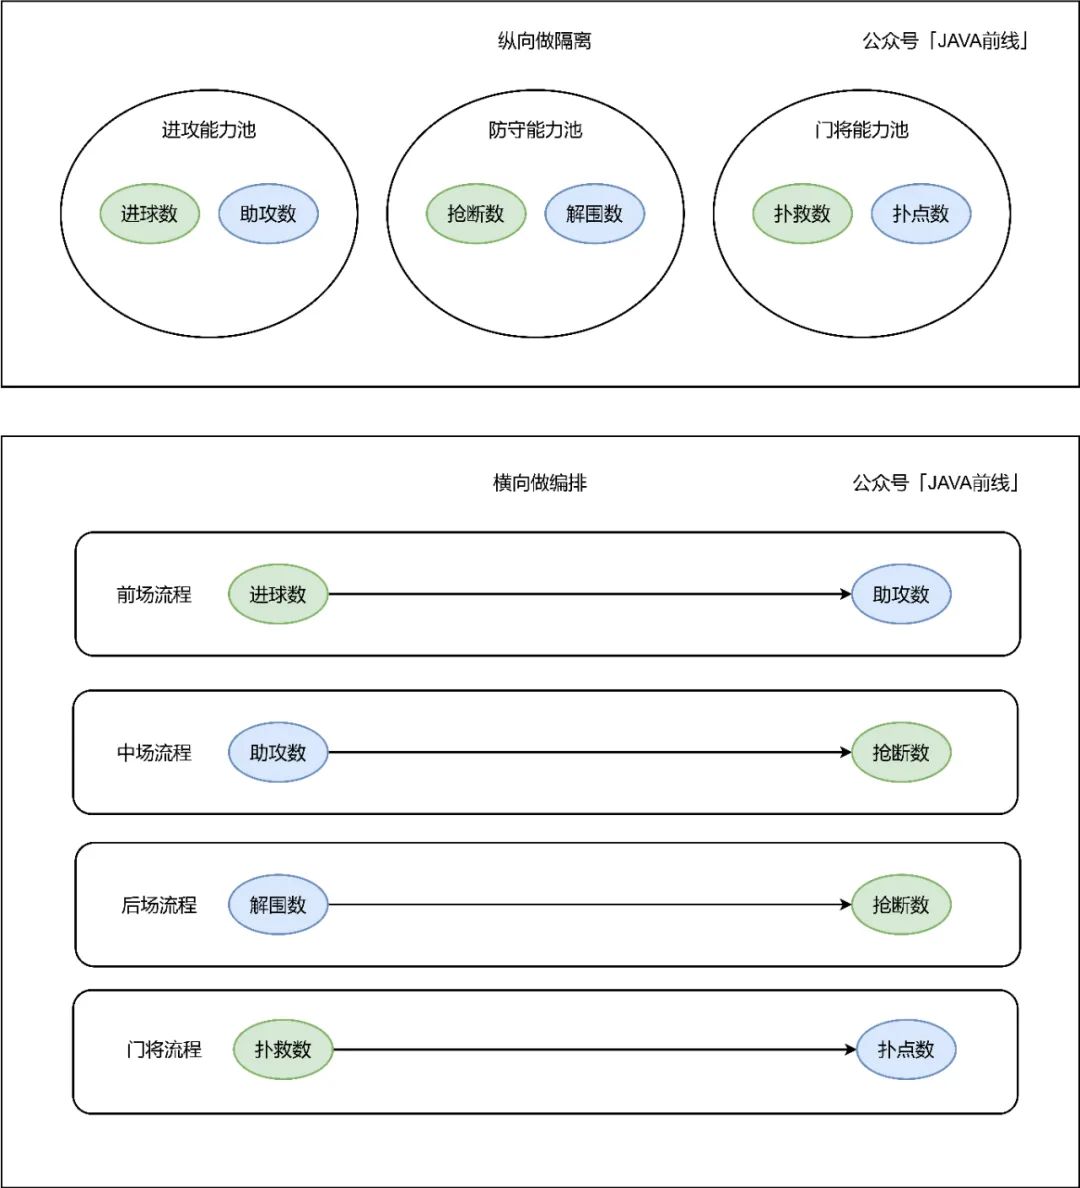 纵向做隔离
公众号「JAVA前线」
进攻能力池
防守能力池
门将能力池
进球数
助攻数
抢断数
解围数
扑救数
扑点数
横向做编排
公众号「JAVA前线」
前场流程
进球数
助攻数
中场流程
助攻数
抢断数
后场流程
解围数
抢断数
门将流程
扑救数
扑点数